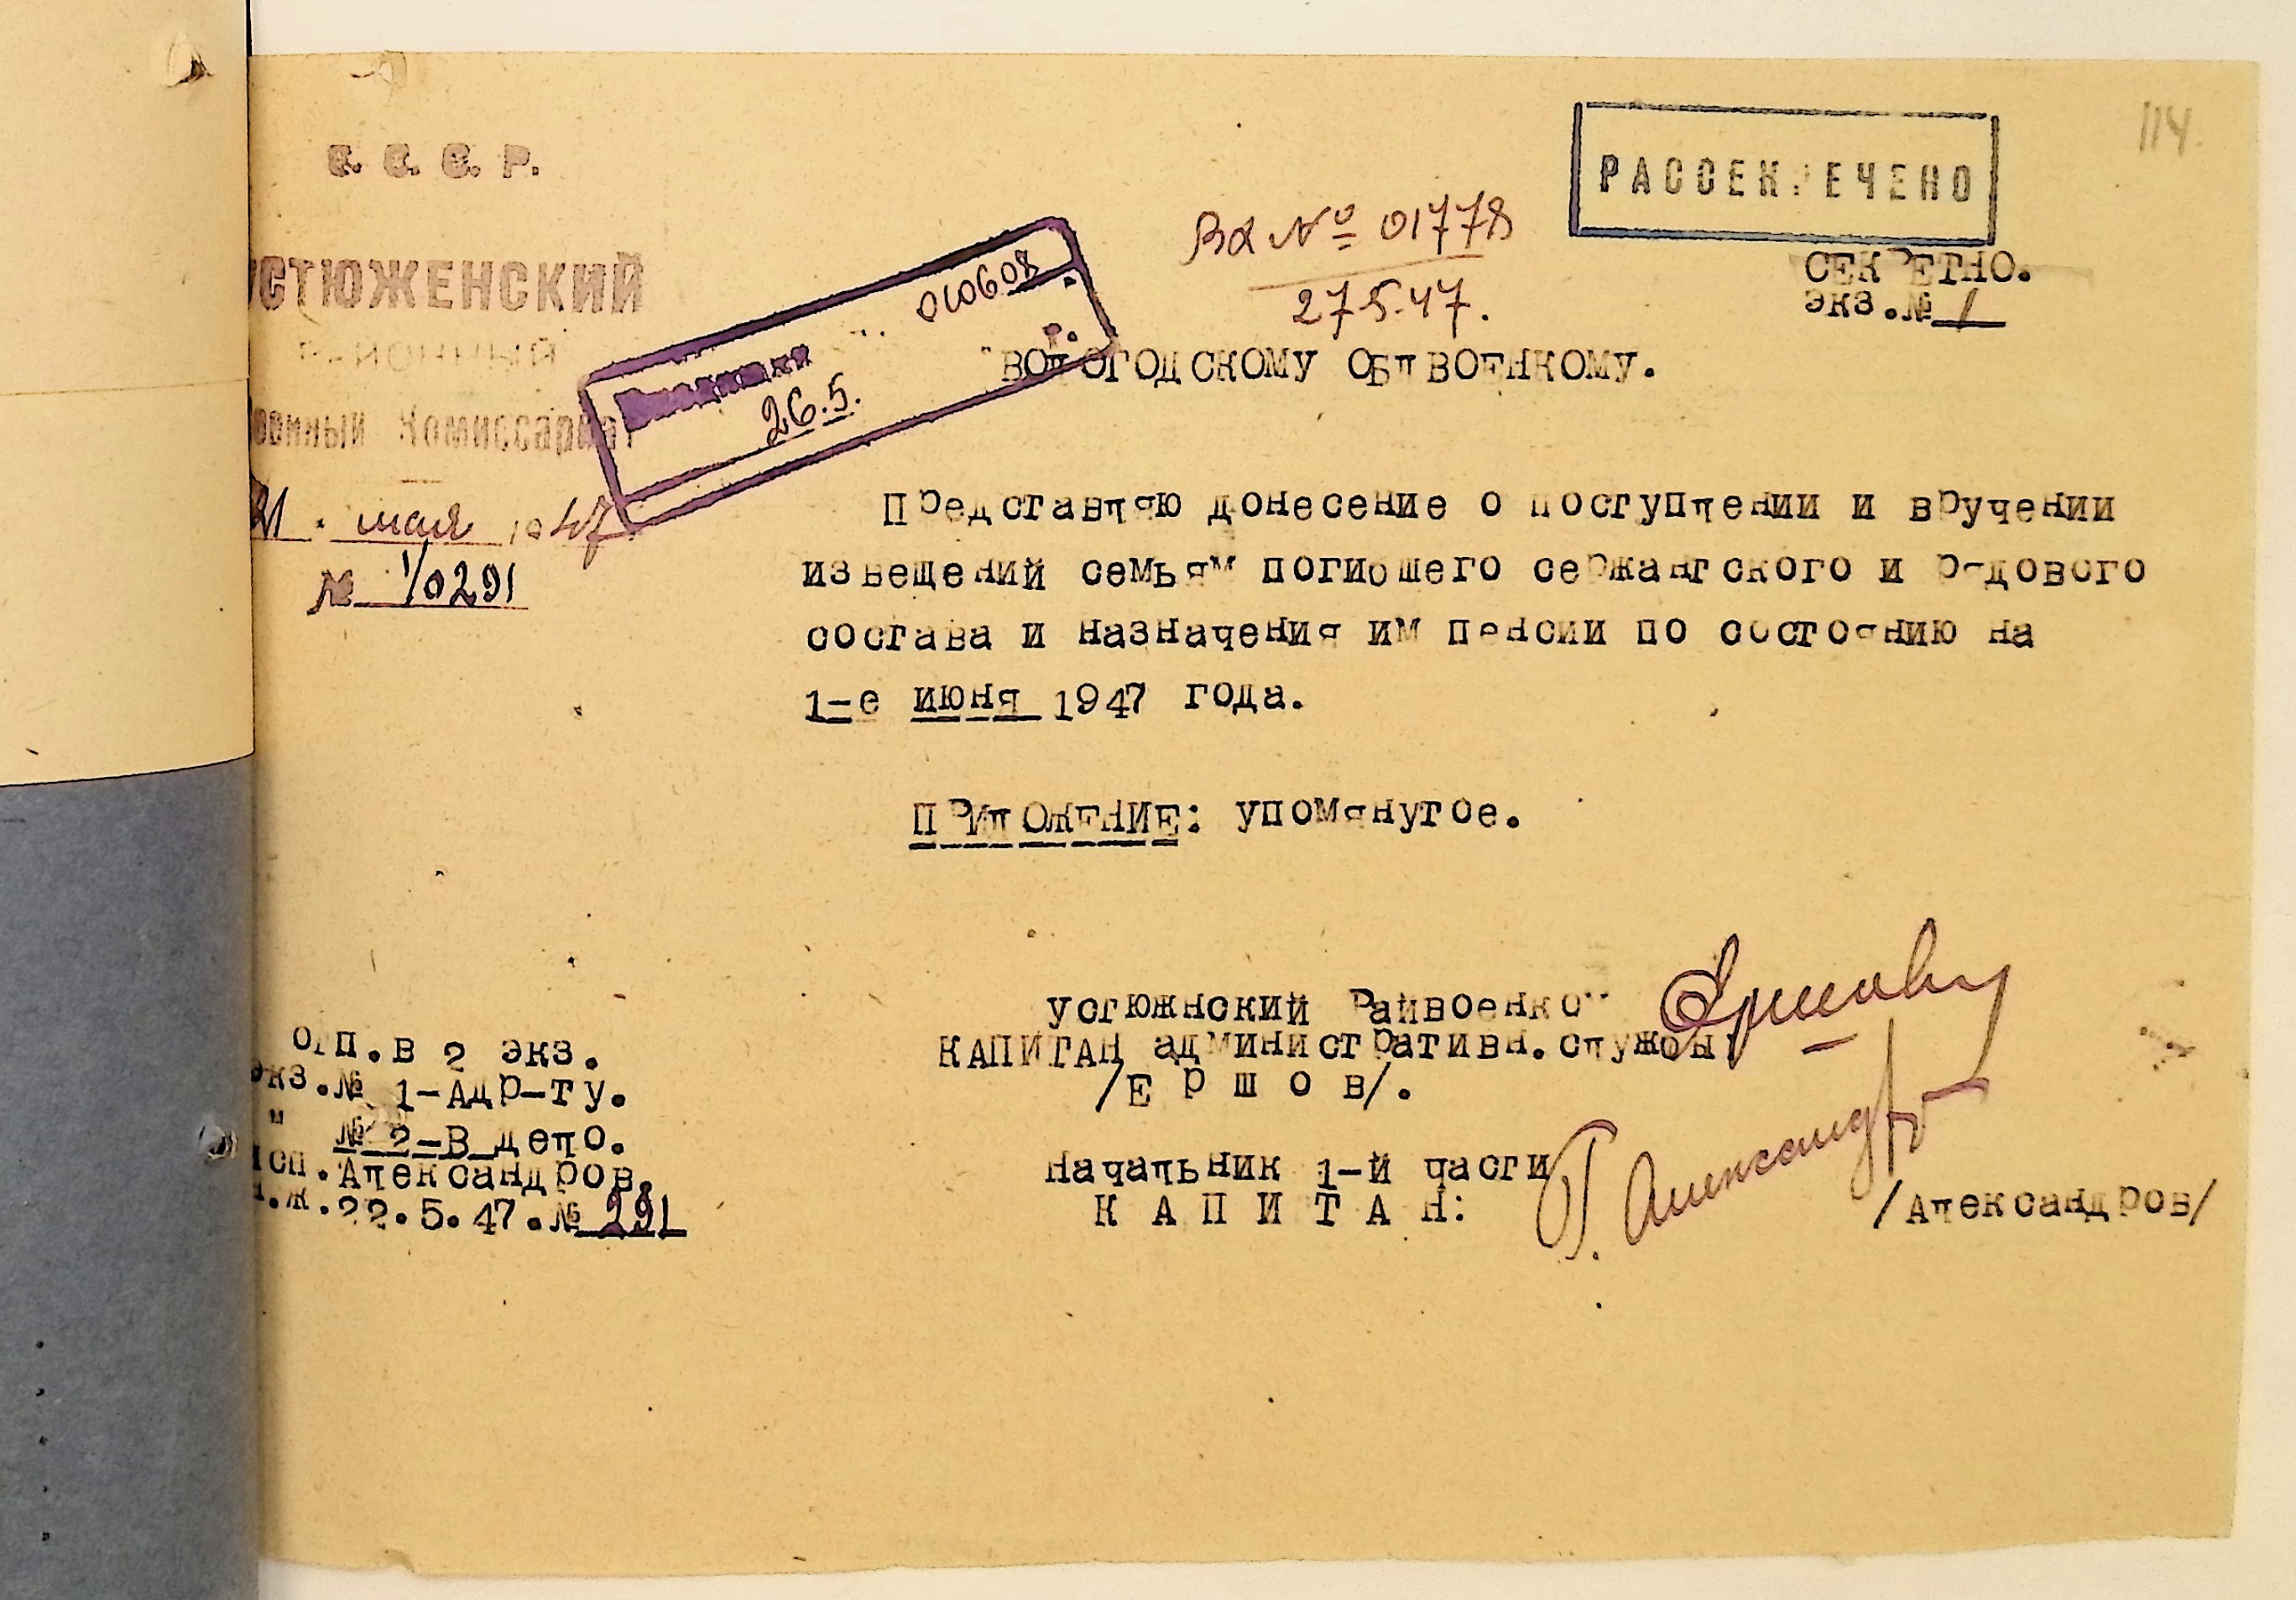 С. С. С. Р.
УСТЮЖЕНСКИЙ
РАЙОННЫЙ
Военный Комиссариат
21 . мая 1947
№ 1/0291
010608
26.5.
Вх № 01778
27.5.47.
РАССЕКРЕЧЕНО
114.
СЕКРЕТНО.
Экз.№ 1
ВОЛОГОДСКОМУ ОБЛВОЕНКОМУ.
Представляю донесение о поступлении и вручении
извещений семьям погибшего сержантского и рядового
состава и назначения им пенсии по состоянию на
1-е июня 1947 года.
ПРИЛОЖЕНИЕ: упомянутое.
устюжнский Райвоенком
КАПИТАН административн.службы
/Е р ш о в/.
Начальник 1-й части
К А П И Т А Н:
/Александров/
отп.в 2 экз.
экз.№ 1-Адр-ту.
" № 2-В дело.
исп.Александров.
М.Ж.22.5.47.№ 291